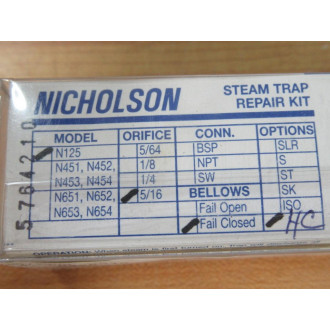 NICHOLSON
STEAM TRAP
REPAIR KIT
5764210
MODEL
N125
N451, N452,
N453, N454
N651, N652,
N653, N654
ORIFICE
5/64
1/8
1/4
5/16
CONN.
BSP
NPT
SW
BELLOWS
Fail Open
Fail Closed
OPTIONS
SLR
S
ST
SK
ISO
HC